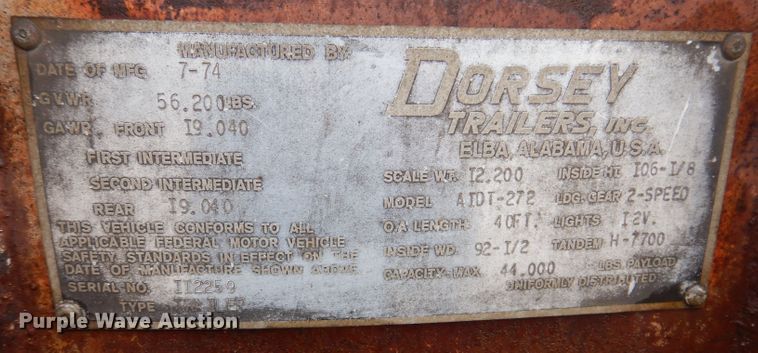 MANUFACTURED BY:
DATE OF MFG 7-74
GVWR 56.200LBS.
GAWR FRONT 19.040
FIRST INTERMEDIATE
SECOND INTERMEDIATE
REAR 19.040
THIS VEHICLE CONFORMS TO ALL
APPLICABLE FEDERAL MOTOR VEHICLE
SAFETY STANDARDS IN EFFECT ON THE
DATE OF MANUFACTURE SHOWN ABOVE
SERIAL NO. 112259
TYPE TRAILER
DORSEY
TRAILERS, INC.
ELBA, ALABAMA, U.S.A.
SCALE WT. 12.200 INSIDE HT. 106-1/8
MODEL AIDT-272 LDG. GEAR 2-SPEED
O/A LENGTH 40FT. LIGHTS 12V.
INSIDE WD. 92-1/2 TANDEM H-7700
CAPACITY-MAX. 44.000 LBS. PAYLOAD
UNIFORMLY DISTRIBUTED
Purple Wave Auction